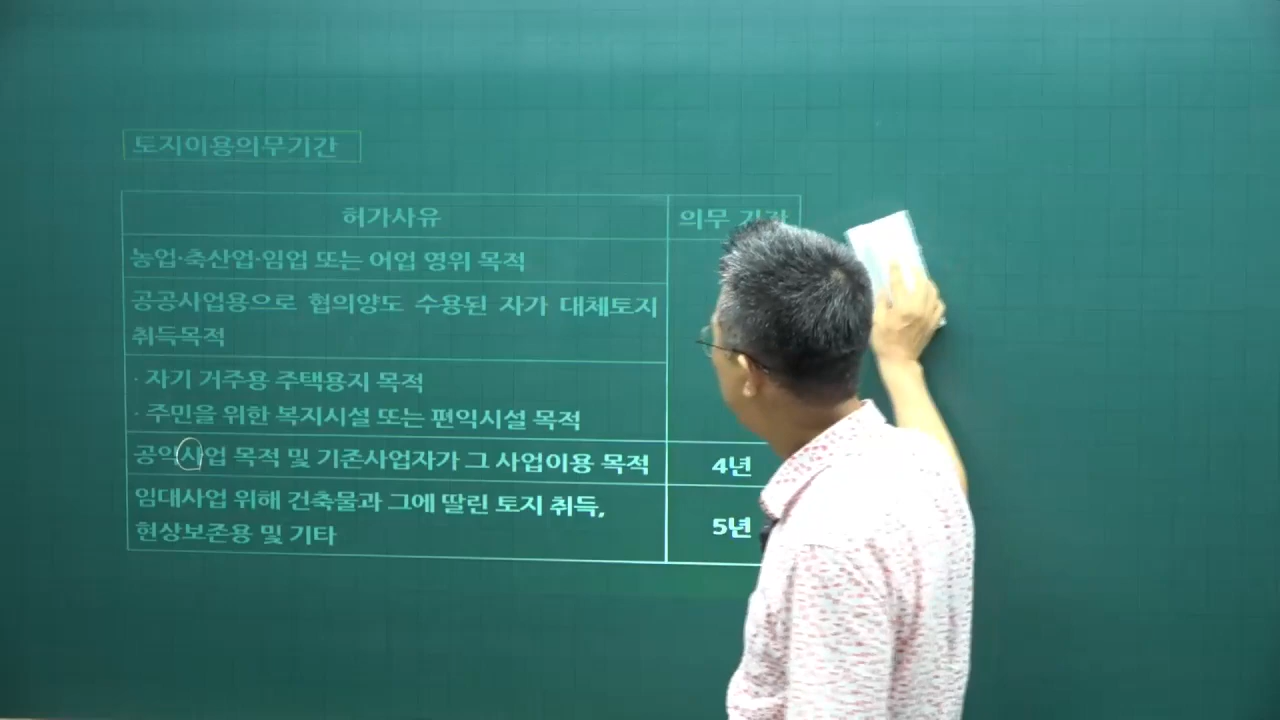 토지이용의무기간
허가사유 의무 기간
농업·축산업·임업 또는 어업 영위 목적
공공사업용으로 협의양도 수용된 자가 대체토지
취득목적
· 자기 거주용 주택용지 목적
· 주민을 위한 복지시설 또는 편익시설 목적
공익사업 목적 및 기존사업자가 그 사업이용 목적 4년
임대사업 위해 건축물과 그에 딸린 토지 취득,
현상보존용 및 기타 5년